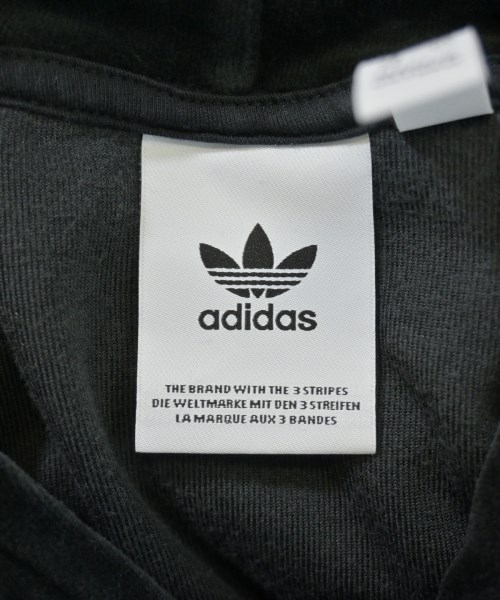 adidas
THE BRAND WITH THE 3 STRIPES
DIE WELTMARKE MIT DEN 3 STREIFEN
LA MARQUE AUX 3 BANDES